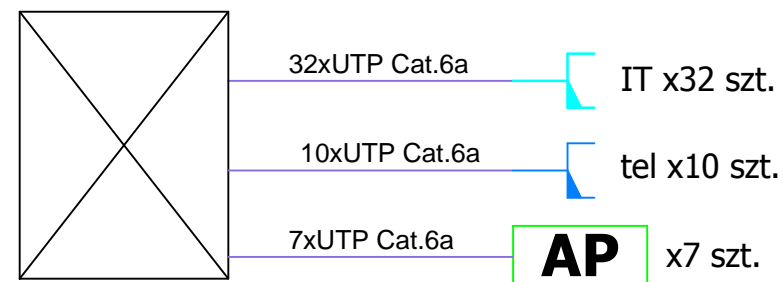 32xUTP Cat.6a
IT x32 szt.
10xUTP Cat.6a
tel x10 szt.
7xUTP Cat.6a
AP
x7 szt.